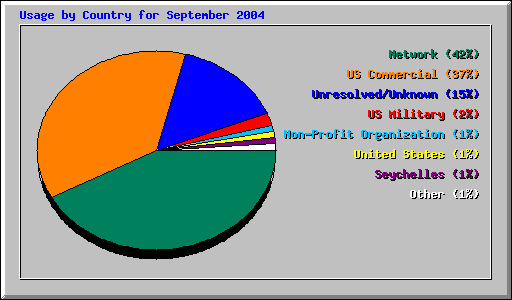 Usage by Country for September 2004
Network (42%)
US Commercial (37%)
Unresolved/Unknown (15%)
US Military (2%)
Non-Profit Organization (1%)
United States (1%)
Seychelles (1%)
Other (1%)